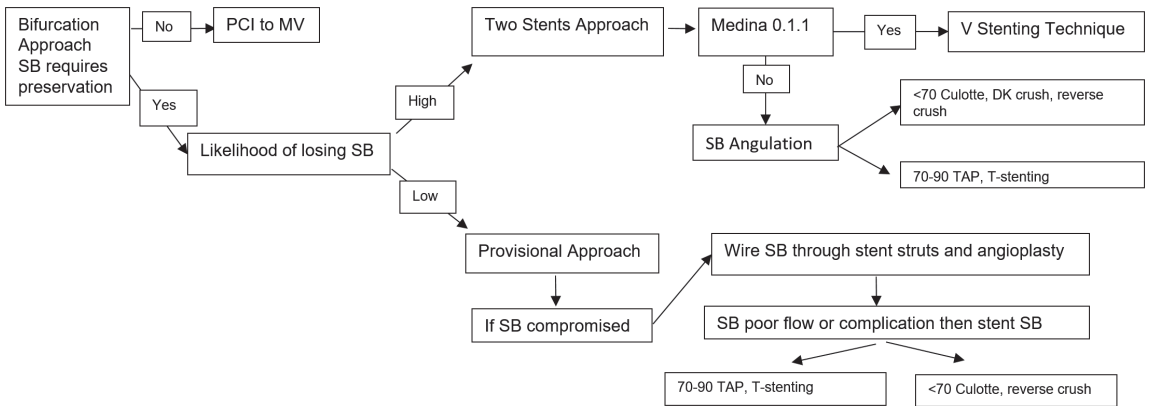 Bifurcation
Approach
SB requires
preservation
No
PCI to MV
Yes
Likelihood of losing SB
High
Two Stents Approach
Medina 0.1.1
Yes
V Stenting Technique
No
SB Angulation
<70 Culotte, DK crush, reverse
crush
70-90 TAP, T-stenting
Low
Provisional Approach
If SB compromised
Wire SB through stent struts and angioplasty
SB poor flow or complication then stent SB
70-90 TAP, T-stenting
<70 Culotte, reverse crush